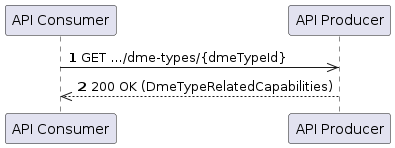 API Consumer API Producer
1 GET .../dme-types/{dmeTypeId}
2 200 OK (DmeTypeRelatedCapabilities)
API Consumer API Producer